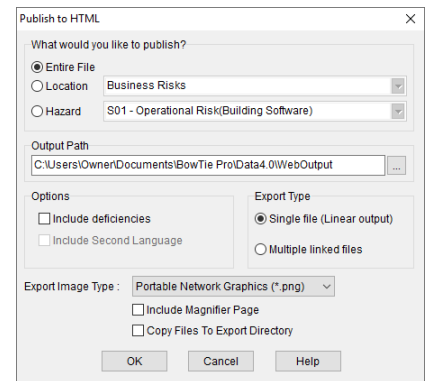 Publish to HTML
What would you like to publish?
Entire File
Location Business Risks
Hazard S01 - Operational Risk(Building Software)
Output Path
C:\Users\Owner\Documents\BowTie Pro\Data4.0\WebOutput ...
Options
Include deficiencies
Include Second Language
Export Type
Single file (Linear output)
Multiple linked files
Export Image Type : Portable Network Graphics (*.png)
Include Magnifier Page
Copy Files To Export Directory
OK Cancel Help